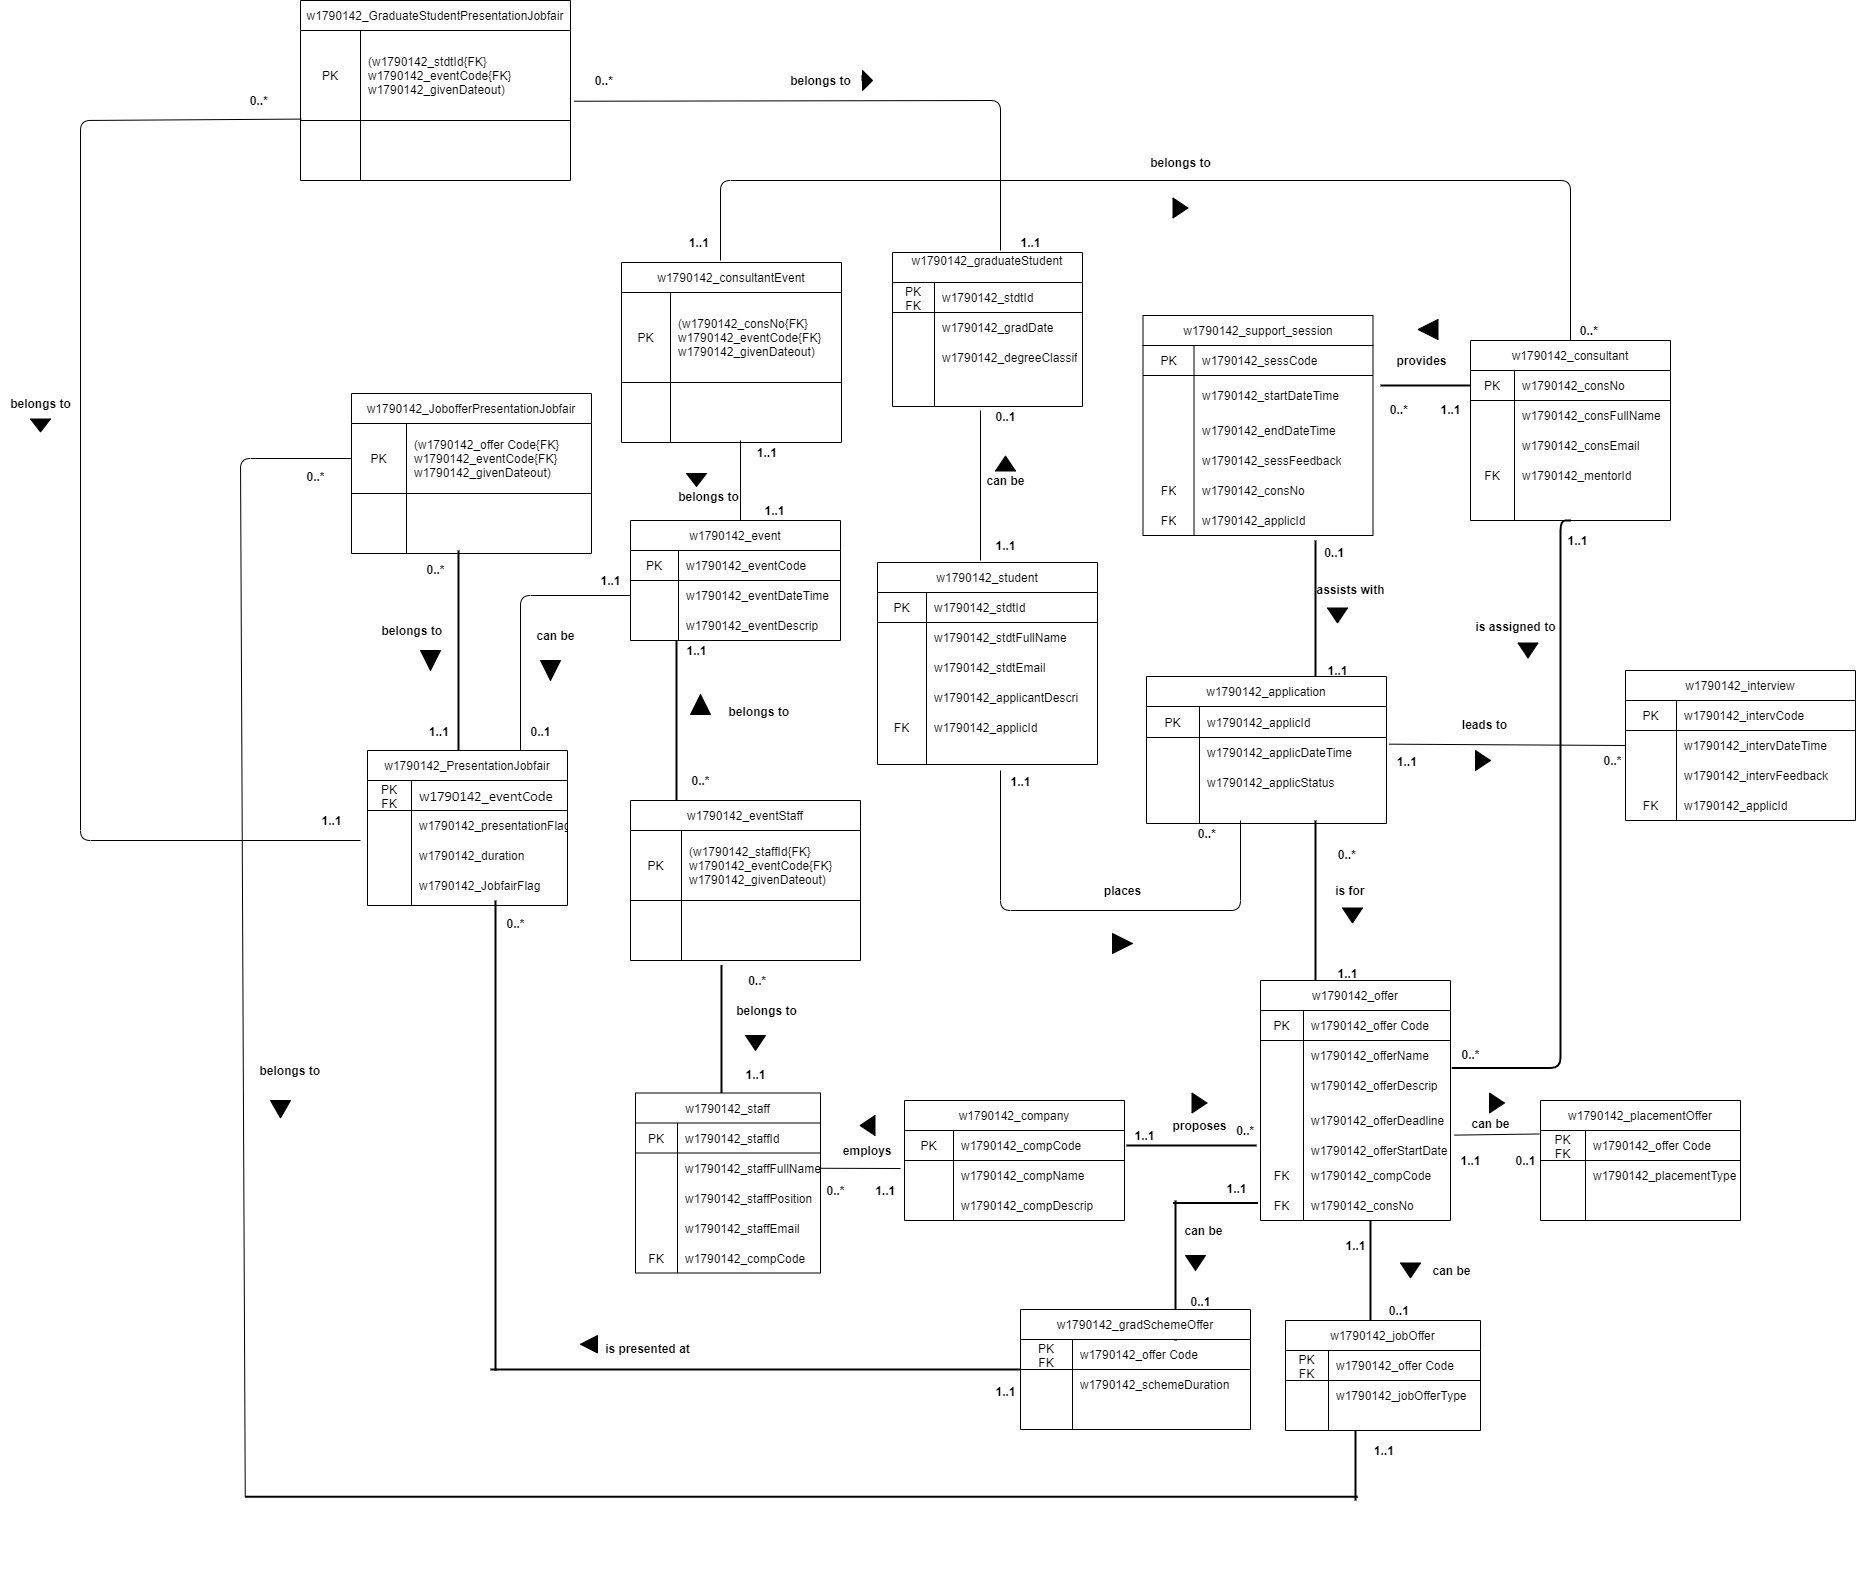 w1790142_GraduateStudentPresentationJobfair
PK
(w1790142_stdtId{FK}
w1790142_eventCode{FK}
w1790142_givenDateout)
0..*
0..*
belongs to
belongs to
1..1
1..1
w1790142_consultantEvent
PK
(w1790142_consNo{FK}
w1790142_eventCode{FK}
w1790142_givenDateout)
w1790142_graduateStudent
PK
FK
w1790142_stdtId
w1790142_gradDate
w1790142_degreeClassif
w1790142_support_session
PK
w1790142_sessCode
w1790142_startDateTime
w1790142_endDateTime
w1790142_sessFeedback
FK
w1790142_consNo
FK
w1790142_applicId
provides
0..*
1..1
0..*
w1790142_consultant
PK
w1790142_consNo
w1790142_consFullName
w1790142_consEmail
FK
w1790142_mentorId
belongs to
w1790142_JobofferPresentationJobfair
PK
(w1790142_offer Code{FK}
w1790142_eventCode{FK}
w1790142_givenDateout)
0..*
0..1
can be
1..1
1..1
belongs to
1..1
w1790142_event
PK
w1790142_eventCode
w1790142_eventDateTime
w1790142_eventDescrip
0..*
1..1
1..1
belongs to
can be
1..1
0..1
w1790142_student
PK
w1790142_stdtId
w1790142_stdtFullName
w1790142_stdtEmail
w1790142_applicantDescri
FK
w1790142_applicId
0..1
assists with
1..1
1..1
is assigned to
w1790142_application
PK
w1790142_applicId
w1790142_applicDateTime
w1790142_applicStatus
leads to
1..1
0..*
w1790142_interview
PK
w1790142_intervCode
w1790142_intervDateTime
w1790142_intervFeedback
FK
w1790142_applicId
belongs to
0..*
w1790142_PresentationJobfair
PK
FK
w1790142_eventCode
w1790142_presentationFlag
w1790142_duration
w1790142_JobfairFlag
1..1
0..*
w1790142_eventStaff
PK
(w1790142_staffId{FK}
w1790142_eventCode{FK}
w1790142_givenDateout)
1..1
0..*
places
0..*
is for
1..1
0..*
belongs to
1..1
belongs to
w1790142_offer
PK
w1790142_offer Code
w1790142_offerName
w1790142_offerDescrip
w1790142_offerDeadline
w1790142_offerStartDate
FK
w1790142_compCode
FK
w1790142_consNo
0..*
w1790142_staff
PK
w1790142_staffId
w1790142_staffFullName
w1790142_staffPosition
w1790142_staffEmail
FK
w1790142_compCode
employs
0..*
1..1
w1790142_company
PK
w1790142_compCode
w1790142_compName
w1790142_compDescrip
proposes
1..1
0..*
can be
1..1
0..1
w1790142_placementOffer
PK
FK
w1790142_offer Code
w1790142_placementType
1..1
can be
0..1
1..1
can be
0..1
is presented at
1..1
w1790142_gradSchemeOffer
PK
FK
w1790142_offer Code
w1790142_schemeDuration
w1790142_jobOffer
PK
FK
w1790142_offer Code
w1790142_jobOfferType
1..1